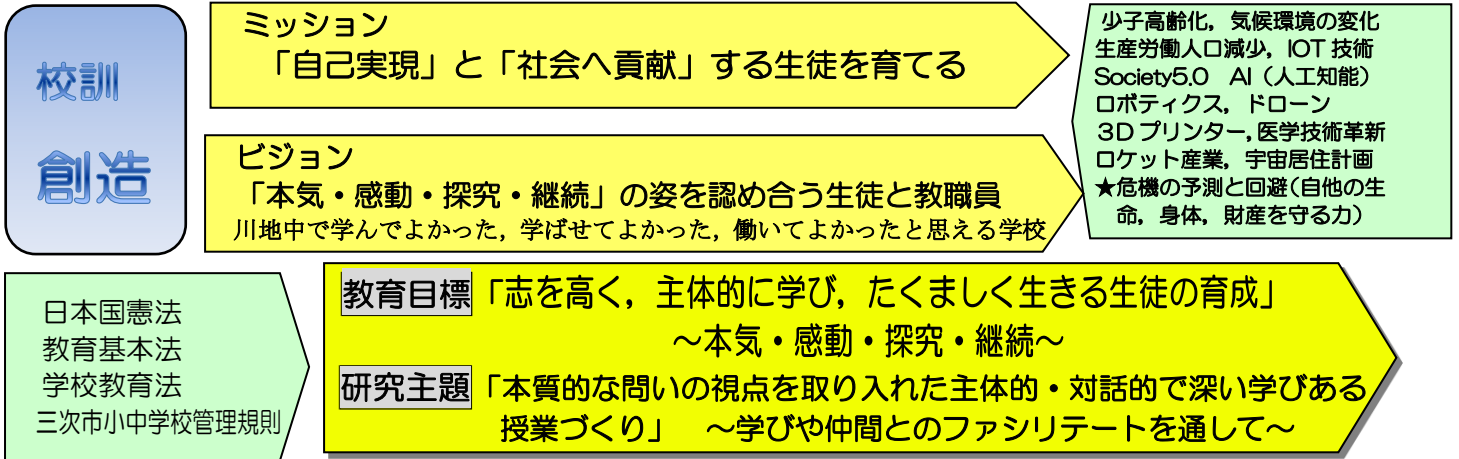 校訓
創造
ミッション
「自己実現」と「社会へ貢献」する生徒を育てる
ビジョン
「本気・感動・探究・継続」の姿を認め合う生徒と教職員
川地中で学んでよかった，学ばせてよかった，働いてよかったと思える学校
少子高齢化，気候環境の変化
生産労働人口減少，IOT 技術
Society5.0　AI（人工知能）
ロボティクス，ドローン
３Ｄプリンター，医学技術革新
ロケット産業，宇宙居住計画
★危機の予測と回避（自他の生
命，身体，財産を守る力）
日本国憲法
教育基本法
学校教育法
三次市小中学校管理規則
教育目標「志を高く，主体的に学び，たくましく生きる生徒の育成」
～本気・感動・探究・継続～
研究主題「本質的な問いの視点を取り入れた主体的・対話的で深い学びある
授業づくり」　～学びや仲間とのファシリテートを通して～